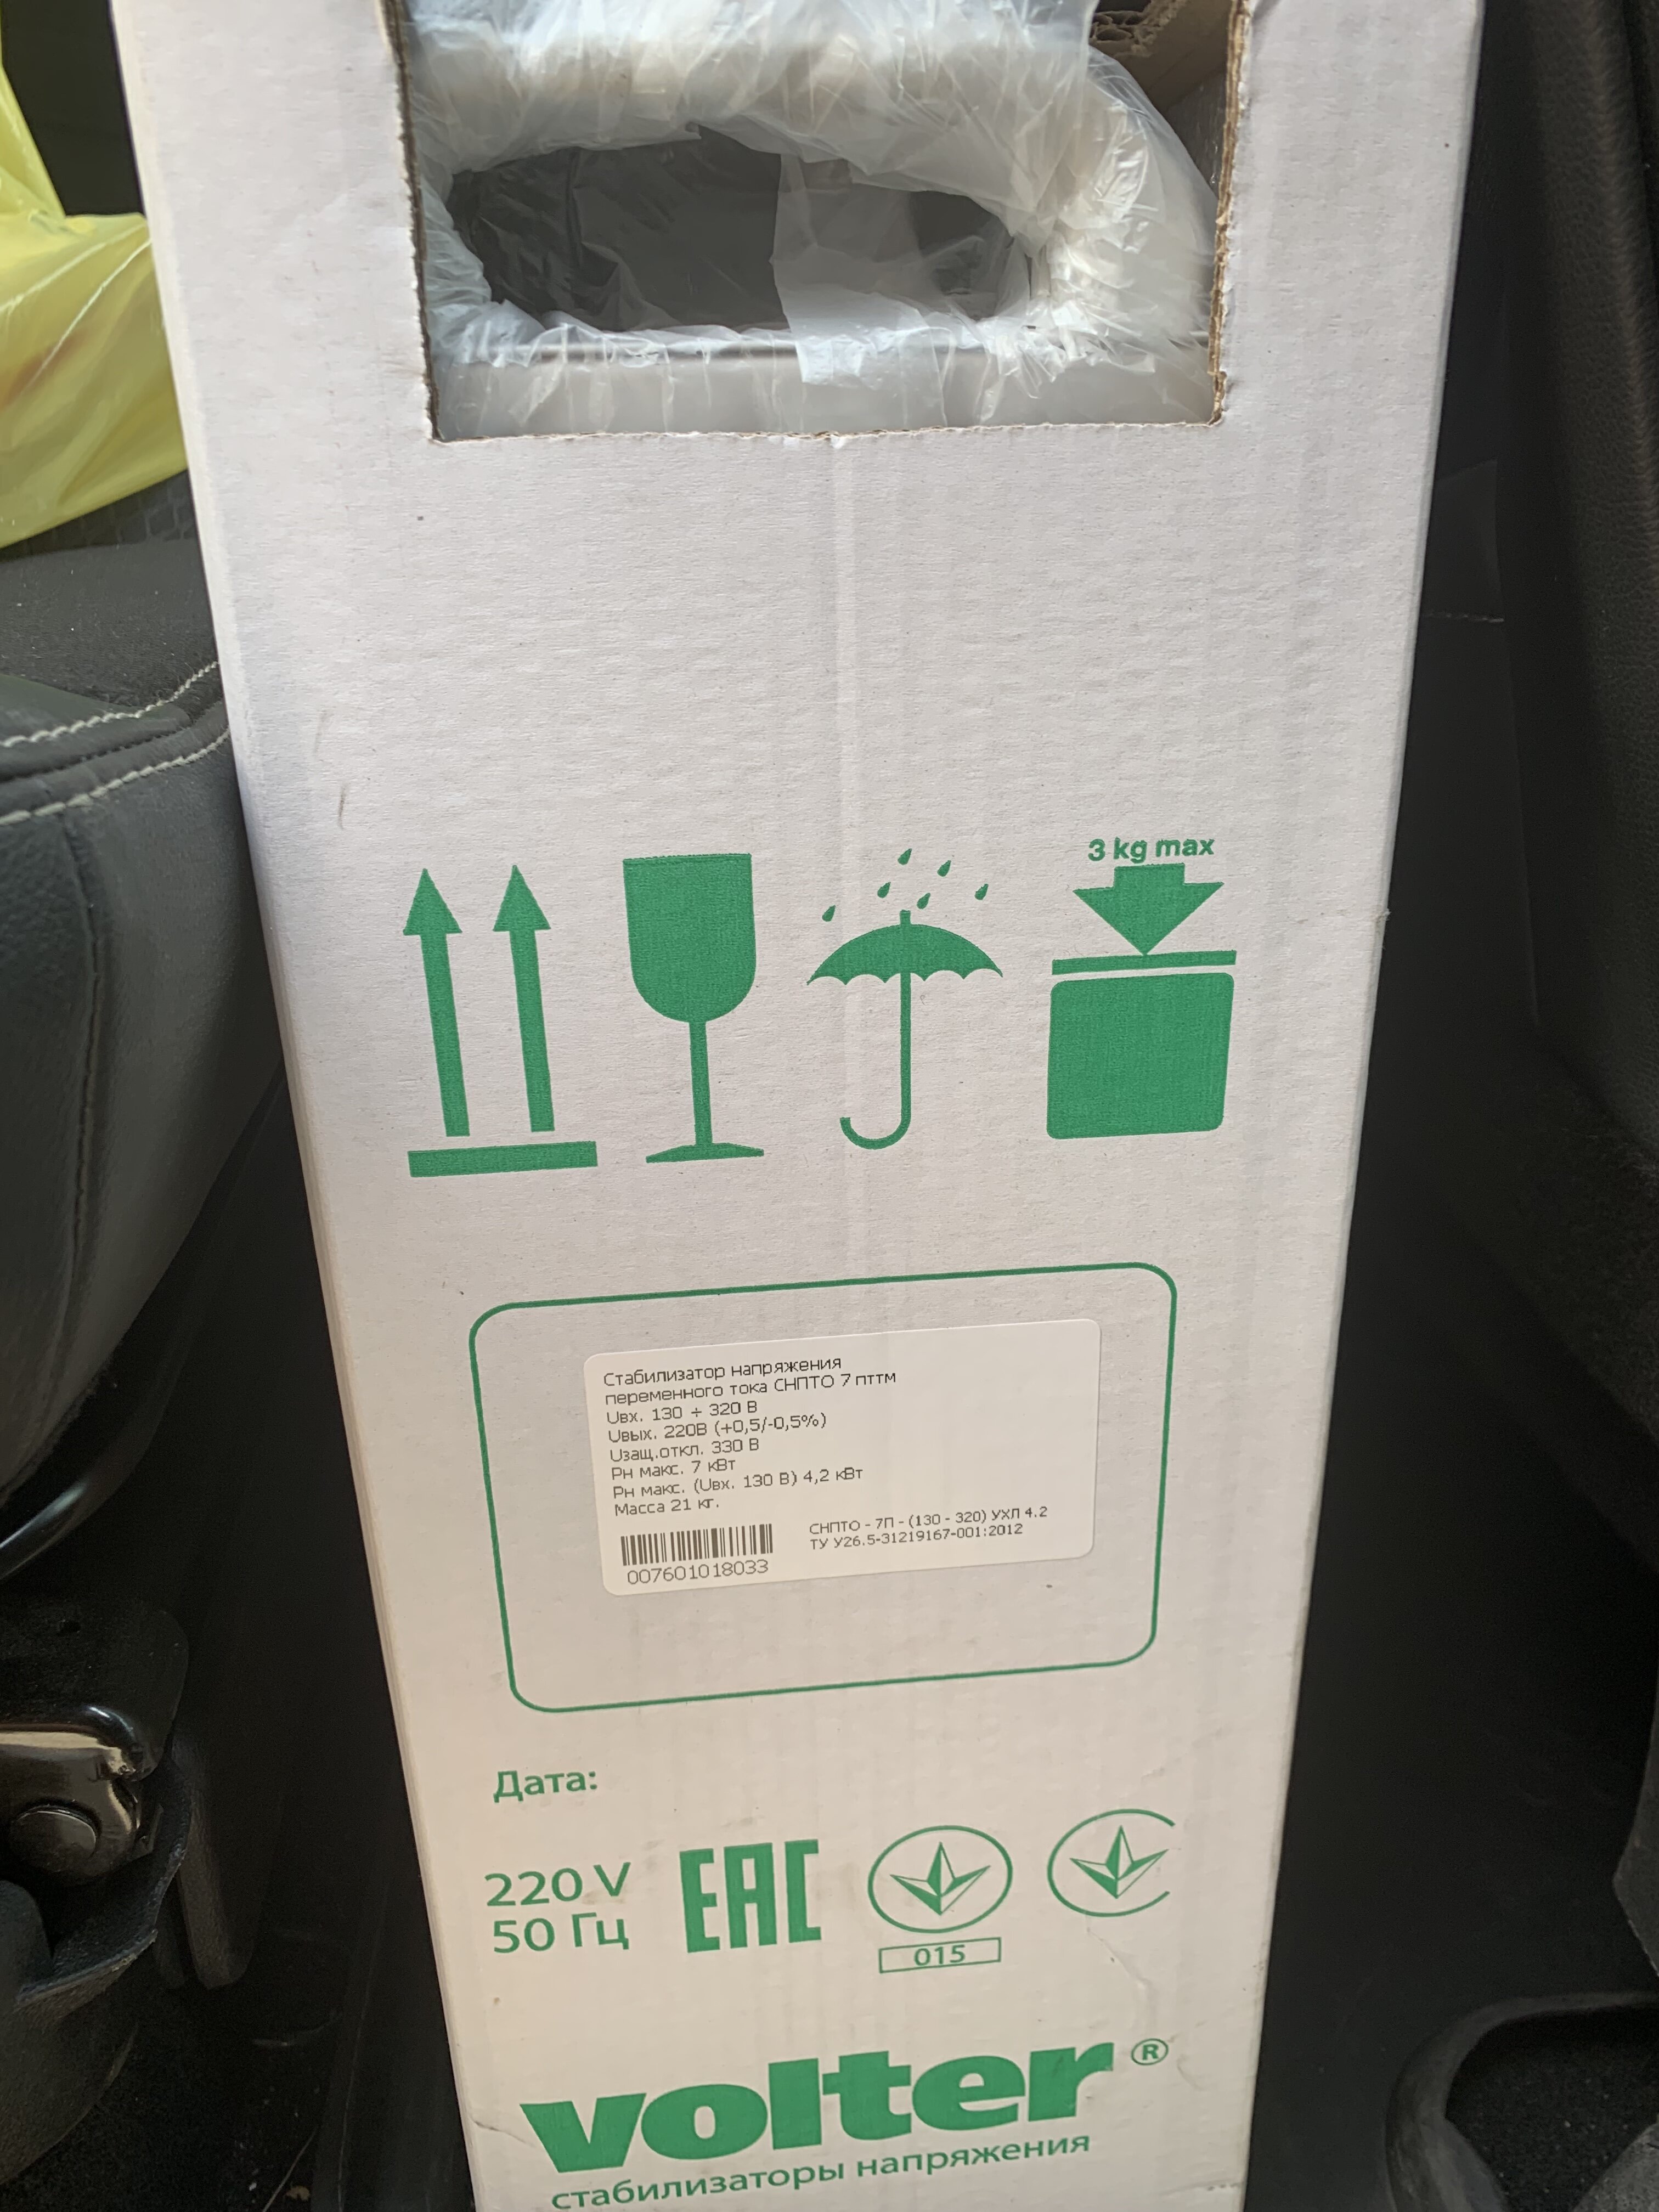 3 kg max
Стабилизатор напряжения
переменного тока СНПТО 7 пттм
Uвх. 130 ÷ 320 В
Uвых. 220В (+0,5/-0,5%)
Uзащ.откл. 330 В
Рн макс. 7 кВт
Рн макс. (Uвх. 130 В) 4,2 кВт
Масса 21 кг.
СНПТО - 7П - (130 - 320) УХЛ 4.2
ТУ У26.5-31219167-001:2012
007601018033
Дата:
220 V
50 Гц
EAC
015
volter ®
стабилизаторы напряжения